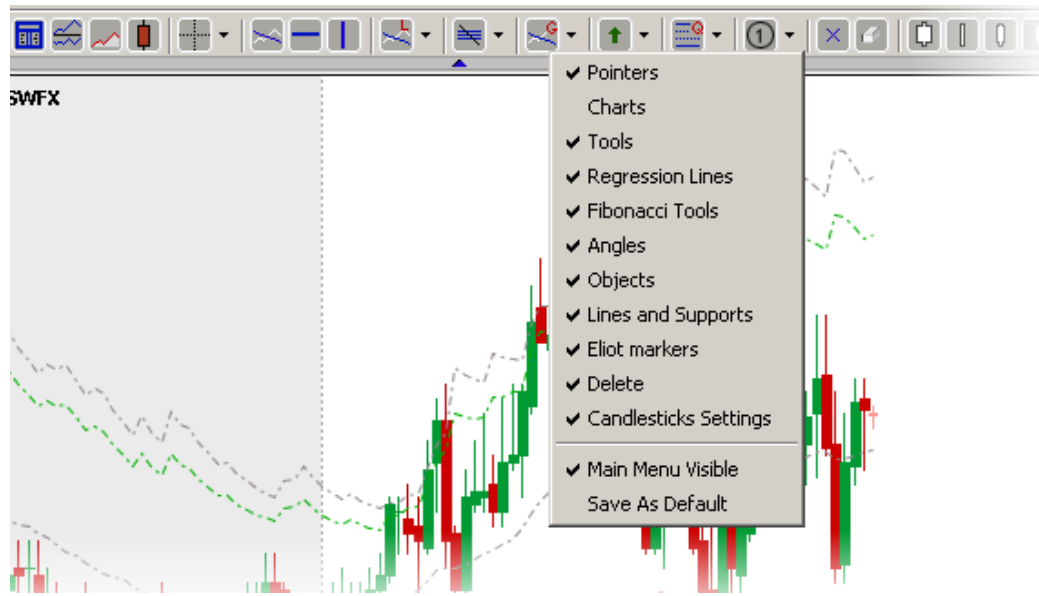 L
G
Q
1
SWFX
Pointers
Charts
Tools
Regression Lines
Fibonacci Tools
Angles
Objects
Lines and Supports
Eliot markers
Delete
Candlesticks Settings
Main Menu Visible
Save As Default